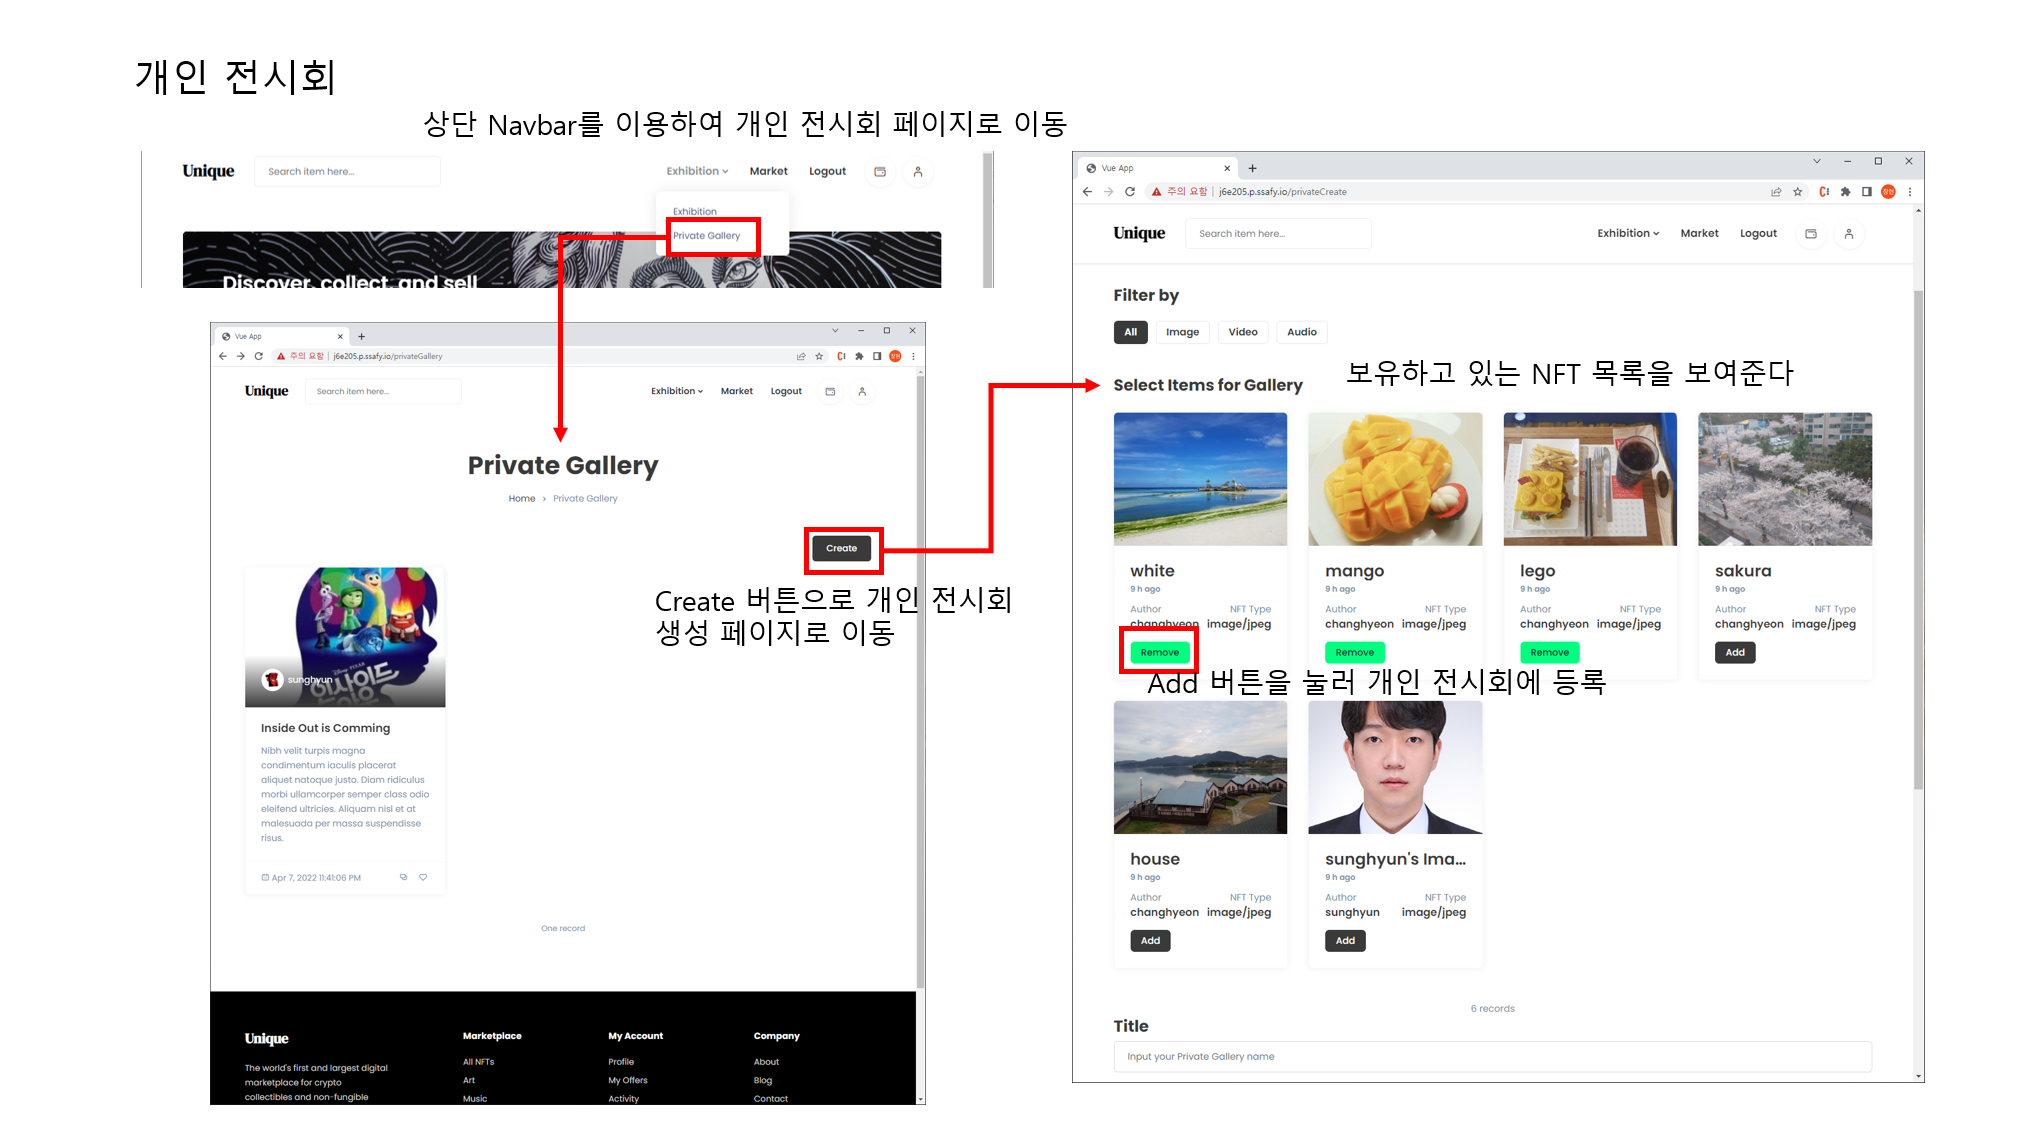 개인 전시회
상단 Navbar를 이용하여 개인 전시회 페이지로 이동
Unique
Search item here...
Exhibition
Market
Logout
Exhibition
Private Gallery
Discover, collect, and sell
Vue App
주의 요함
j6e205.p.ssafy.io/privateGallery
Unique
Search item here...
Exhibition
Market
Logout
Private Gallery
Home > Private Gallery
Create
Create 버튼으로 개인 전시회
생성 페이지로 이동
DISNEY PIXAR
인사이드
sunghyun
Inside Out is Comming
Nibh velit turpis magna
condimentum iaculis placerat
aliquet natoque justo. Diam ridiculus
morbi ullamcorper semper class odio
eleifend ultricies. Aliquam nisl et at
malesuada per massa suspendisse
risus.
Apr 7, 2022 11:41:06 PM
One record
Unique
The world's first and largest digital
marketplace for crypto
collectibles and non-fungible
Marketplace
All NFTs
Art
Music
My Account
Profile
My Offers
Activity
Company
About
Blog
Contact
Vue App
주의 요함
j6e205.p.ssafy.io/privateCreate
Unique
Search item here...
Exhibition
Market
Logout
Filter by
All
Image
Video
Audio
Select Items for Gallery
보유하고 있는 NFT 목록을 보여준다
white
9 h ago
Author NFT Type
changhyeon image/jpeg
Remove
mango
9 h ago
Author NFT Type
changhyeon image/jpeg
Remove
lego
9 h ago
Author NFT Type
changhyeon image/jpeg
Remove
sakura
9 h ago
Author NFT Type
changhyeon image/jpeg
Add
Add 버튼을 눌러 개인 전시회에 등록
house
9 h ago
Author NFT Type
changhyeon image/jpeg
Add
sunghyun's Ima...
9 h ago
Author NFT Type
sunghyun image/jpeg
Add
6 records
Title
Input your Private Gallery name